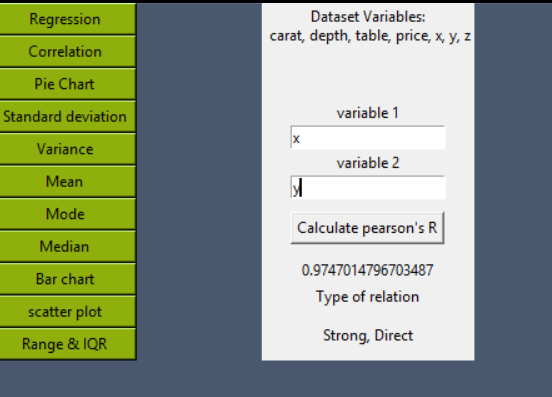 Regression
Correlation
Pie Chart
Standard deviation
Variance
Mean
Mode
Median
Bar chart
scatter plot
Range & IQR
Dataset Variables:
carat, depth, table, price, x, y, z
variable 1
x
variable 2
y
Calculate pearson's R
0.9747014796703487
Type of relation
Strong, Direct